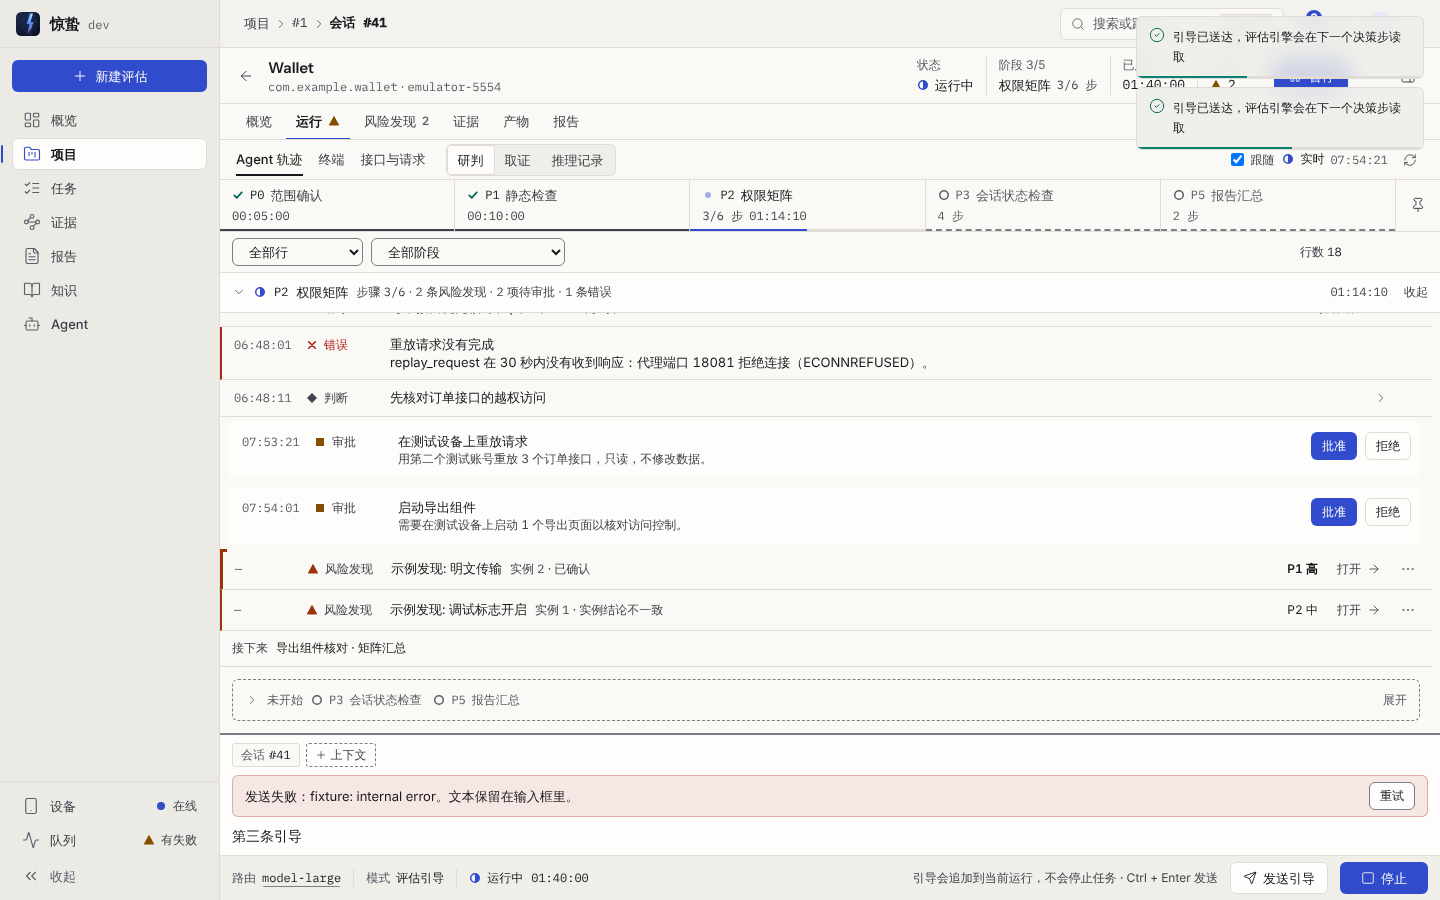 惊蛰 dev
新建评估
概览
项目
任务
证据
报告
知识
Agent
设备 在线
队列 有失败
收起
项目 > #1 > 会话 #41
引导已送达，评估引擎会在下一个决策步读
取
引导已送达，评估引擎会在下一个决策步读
取
Wallet
com.example.wallet · emulator-5554
状态
运行中
阶段 3/5
权限矩阵 3/6 步
01:40:00
2
概览 运行 风险发现 2 证据 产物 报告
Agent 轨迹 终端 接口与请求 研判 取证 推理记录
跟随 实时 07:54:21
P0 范围确认
00:05:00
P1 静态检查
00:10:00
P2 权限矩阵
3/6 步 01:14:10
P3 会话状态检查
4 步
P5 报告汇总
2 步
全部行 全部阶段 行数 18
P2 权限矩阵 步骤 3/6 · 2 条风险发现 · 2 项待审批 · 1 条错误 01:14:10 收起
06:48:01 错误 重放请求没有完成
replay_request 在 30 秒内没有收到响应：代理端口 18081 拒绝连接（ECONNREFUSED）。
06:48:11 判断 先核对订单接口的越权访问
07:53:21 审批 在测试设备上重放请求 批准 拒绝
用第二个测试账号重放 3 个订单接口，只读，不修改数据。
07:54:01 审批 启动导出组件 批准 拒绝
需要在测试设备上启动 1 个导出页面以核对访问控制。
– 风险发现 示例发现: 明文传输 实例 2 · 已确认 P1 高 打开 →
– 风险发现 示例发现: 调试标志开启 实例 1 · 实例结论不一致 P2 中 打开 →
接下来 导出组件核对 · 矩阵汇总
未开始 P3 会话状态检查 P5 报告汇总 展开
会话 #41 + 上下文
发送失败：fixture: internal error。文本保留在输入框里。 重试
第三条引导
路由 model-large 模式 评估引导 运行中 01:40:00 引导会追加到当前运行，不会停止任务 · Ctrl + Enter 发送 发送引导 停止